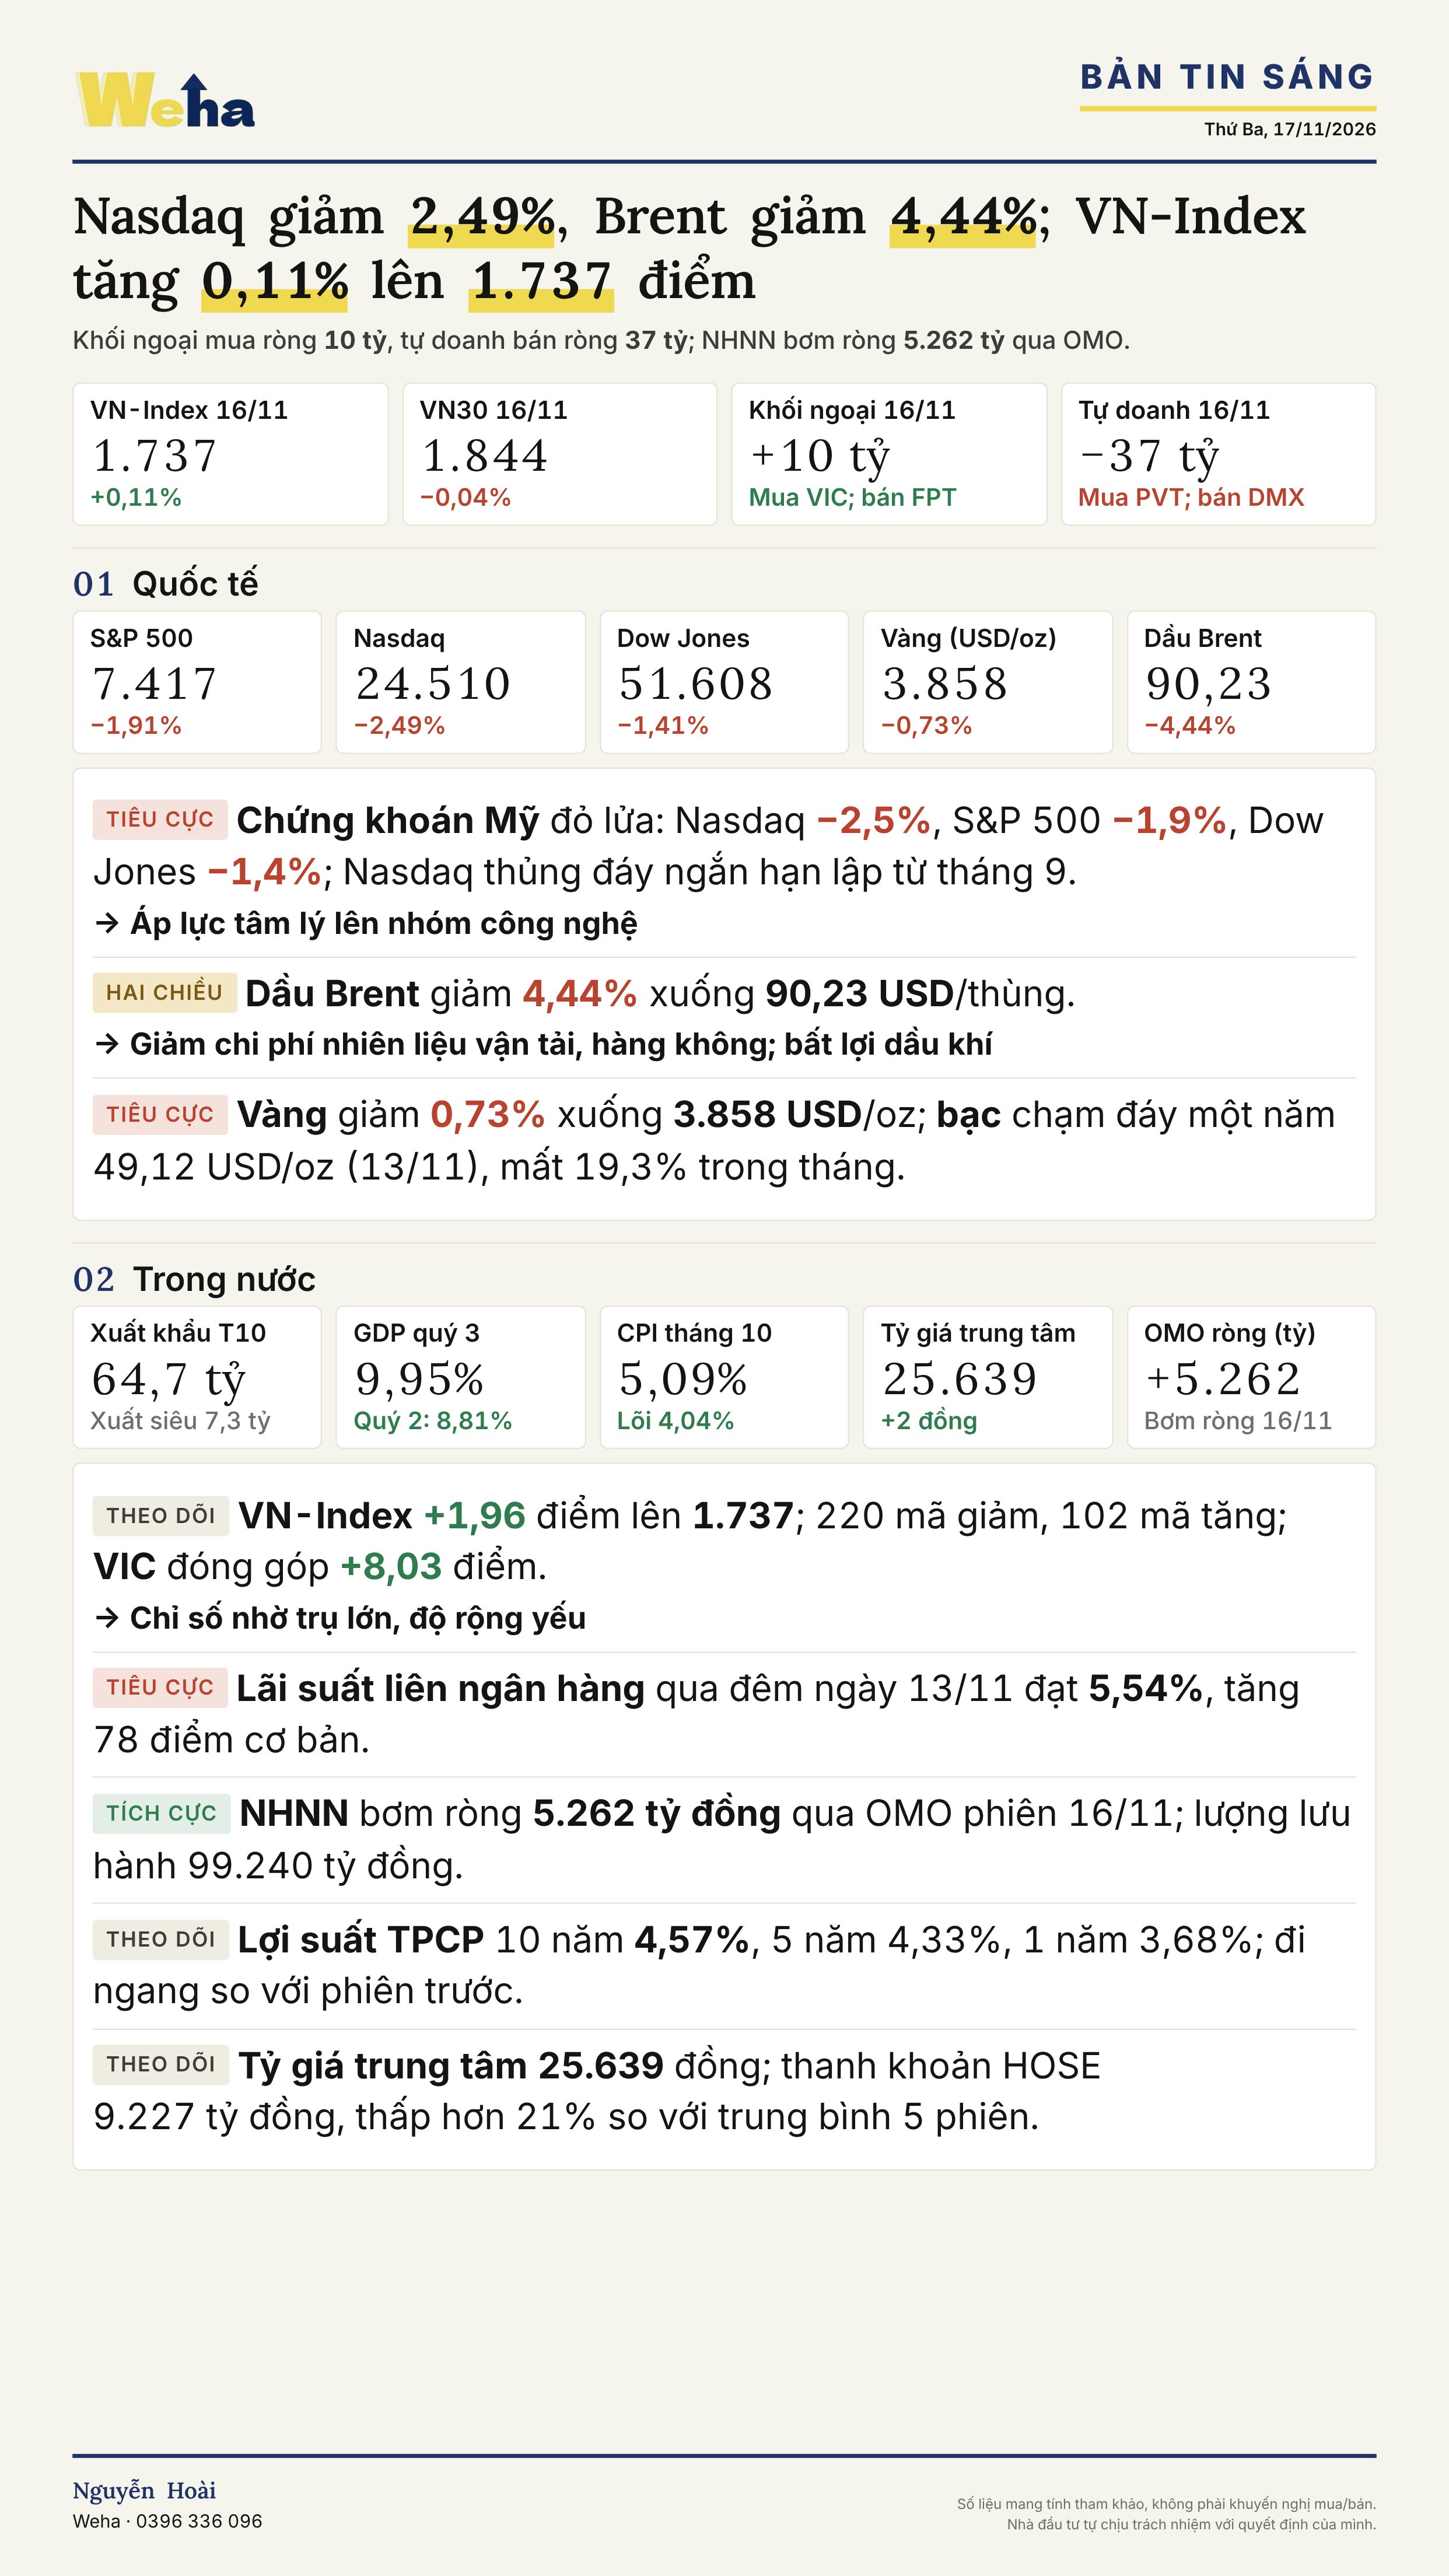 Weha
BẢN TIN SÁNG
Thứ Ba, 17/11/2026
Nasdaq giảm 2,49%, Brent giảm 4,44%; VN-Index
tăng 0,11% lên 1.737 điểm
Khối ngoại mua ròng 10 tỷ, tự doanh bán ròng 37 tỷ; NHNN bơm ròng 5.262 tỷ qua OMO.
VN-Index 16/11
1.737
+0,11%
VN30 16/11
1.844
−0,04%
Khối ngoại 16/11
+10 tỷ
Mua VIC; bán FPT
Tự doanh 16/11
−37 tỷ
Mua PVT; bán DMX
01 Quốc tế
S&P 500
7.417
−1,91%
Nasdaq
24.510
−2,49%
Dow Jones
51.608
−1,41%
Vàng (USD/oz)
3.858
−0,73%
Dầu Brent
90,23
−4,44%
TIÊU CỰC Chứng khoán Mỹ đỏ lửa: Nasdaq −2,5%, S&P 500 −1,9%, Dow
Jones −1,4%; Nasdaq thủng đáy ngắn hạn lập từ tháng 9.
→ Áp lực tâm lý lên nhóm công nghệ
HAI CHIỀU Dầu Brent giảm 4,44% xuống 90,23 USD/thùng.
→ Giảm chi phí nhiên liệu vận tải, hàng không; bất lợi dầu khí
TIÊU CỰC Vàng giảm 0,73% xuống 3.858 USD/oz; bạc chạm đáy một năm
49,12 USD/oz (13/11), mất 19,3% trong tháng.
02 Trong nước
Xuất khẩu T10
64,7 tỷ
Xuất siêu 7,3 tỷ
GDP quý 3
9,95%
Quý 2: 8,81%
CPI tháng 10
5,09%
Lõi 4,04%
Tỷ giá trung tâm
25.639
+2 đồng
OMO ròng (tỷ)
+5.262
Bơm ròng 16/11
THEO DÕI VN-Index +1,96 điểm lên 1.737; 220 mã giảm, 102 mã tăng;
VIC đóng góp +8,03 điểm.
→ Chỉ số nhờ trụ lớn, độ rộng yếu
TIÊU CỰC Lãi suất liên ngân hàng qua đêm ngày 13/11 đạt 5,54%, tăng
78 điểm cơ bản.
TÍCH CỰC NHNN bơm ròng 5.262 tỷ đồng qua OMO phiên 16/11; lượng lưu
hành 99.240 tỷ đồng.
THEO DÕI Lợi suất TPCP 10 năm 4,57%, 5 năm 4,33%, 1 năm 3,68%; đi
ngang so với phiên trước.
THEO DÕI Tỷ giá trung tâm 25.639 đồng; thanh khoản HOSE
9.227 tỷ đồng, thấp hơn 21% so với trung bình 5 phiên.
Nguyễn Hoài
Weha · 0396 336 096
Số liệu mang tính tham khảo, không phải khuyến nghị mua/bán.
Nhà đầu tư tự chịu trách nhiệm với quyết định của mình.